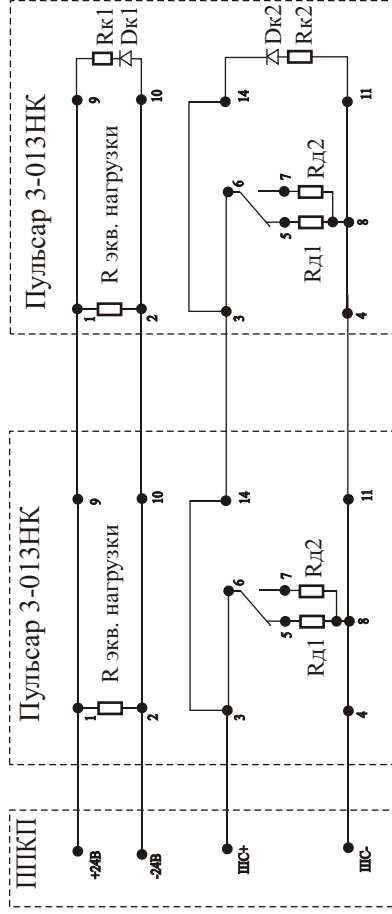 ППКП
Пульсар 3-013НК
Пульсар 3-013НК
+24В
1
9
1
9
Rк1
Dк1
R экв. нагрузки
R экв. нагрузки
-24В
2
10
2
10
ШС+
3
6
14
3
6
14
Dк2
Rк2
5
7
5
7
Rд1
Rд2
Rд1
Rд2
ШС-
4
8
11
4
8
11